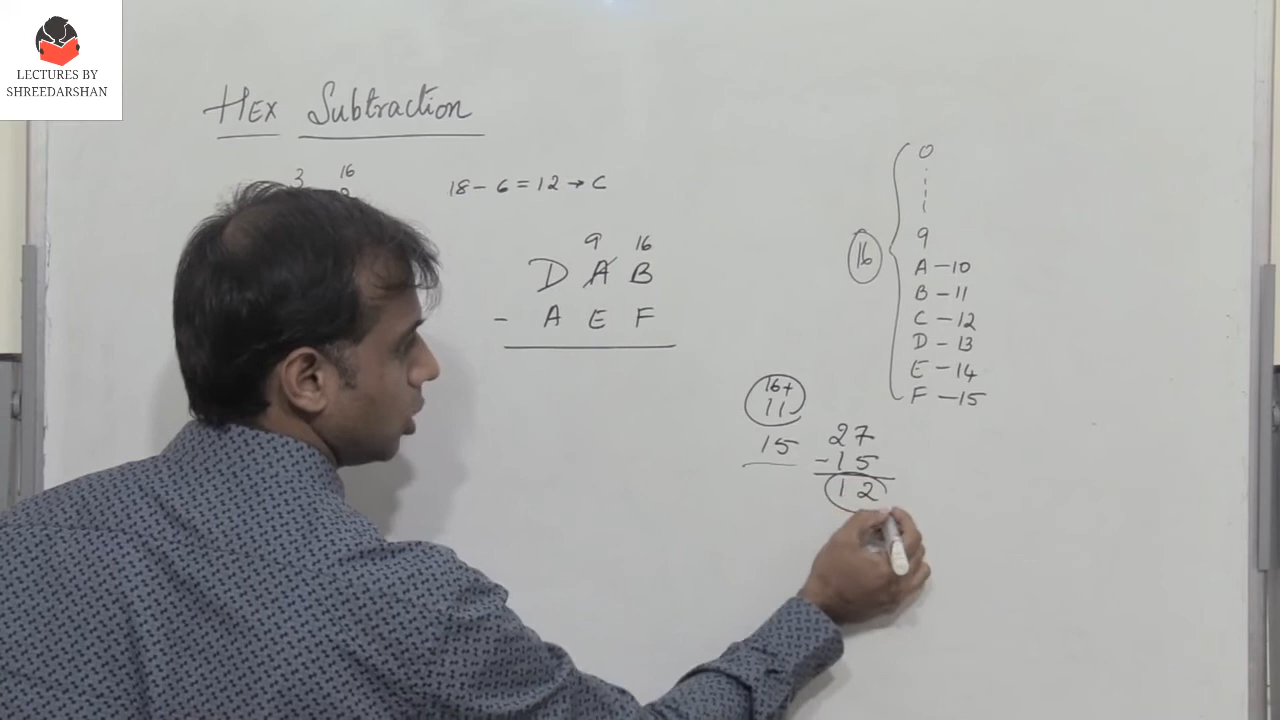 LECTURES BY
SHREEDARSHAN
HEX Subtraction
3 16
18 - 6 = 12 → C
9 16
D A B
- A E F
16+
11
15
27
-15
12
16
0
9
A - 10
B - 11
C - 12
D - 13
E - 14
F - 15